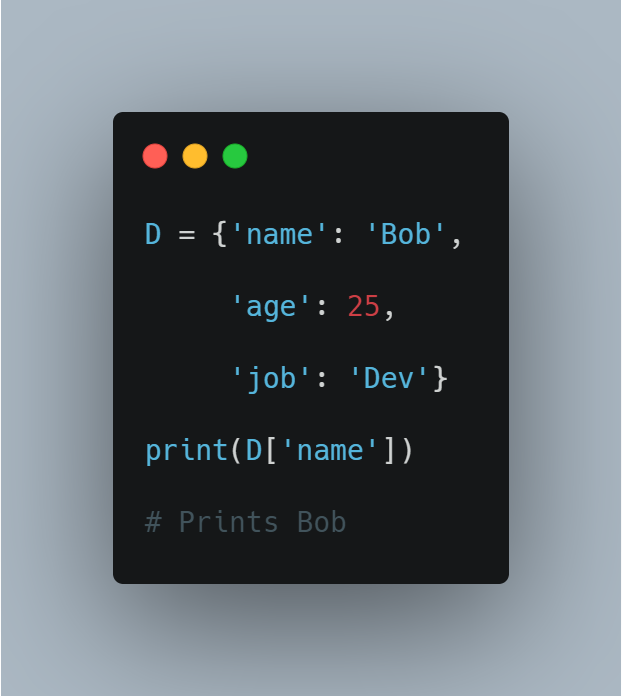 D = {'name': 'Bob',
     'age': 25,
     'job': 'Dev'}
print(D['name'])
# Prints Bob